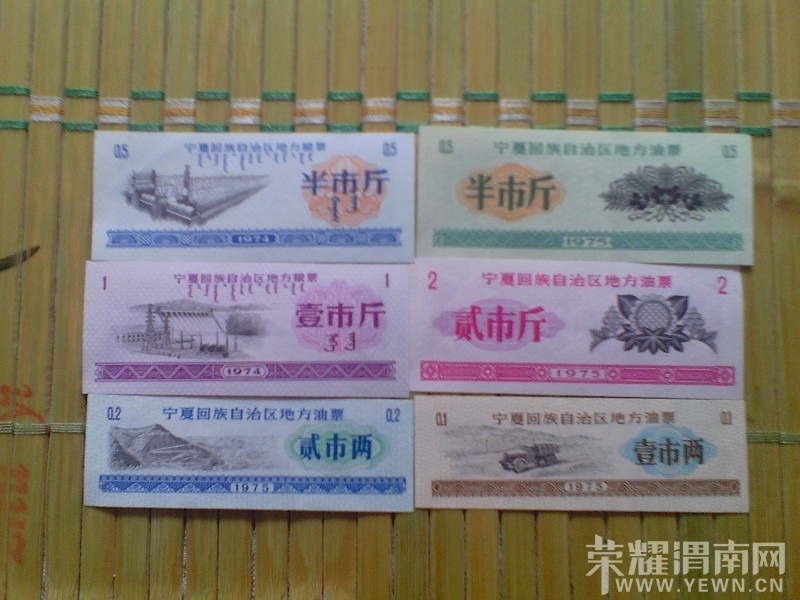 0.5 宁夏回族自治区地方粮票 0.5
半市斤
1974
0.5 宁夏回族自治区地方油票 0.5
半市斤
1975
1 宁夏回族自治区地方粮票 1
壹市斤
1974
2 宁夏回族自治区地方油票 2
贰市斤
1975
0.2 宁夏回族自治区地方油票 0.2
贰市两
1975
0.1 宁夏回族自治区地方油票 0.1
壹市两
1973
荣耀渭南网
WWW.YEWN.CN